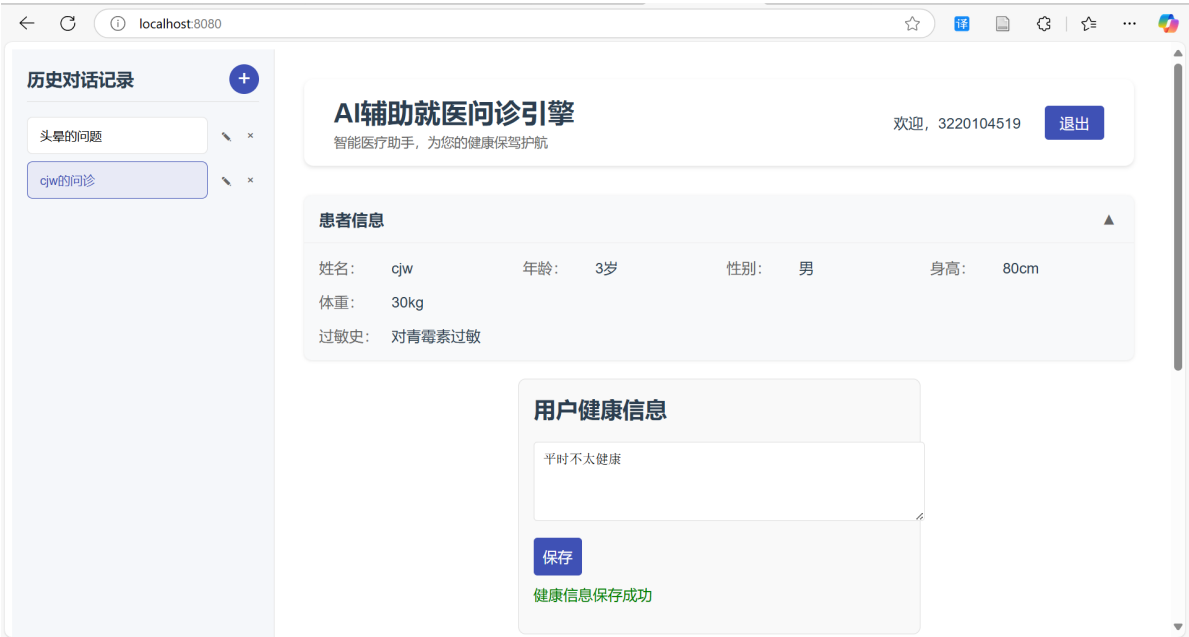 localhost:8080
译
历史对话记录
+
头晕的问题
×
cjw的问诊
×
AI辅助就医问诊引擎
智能医疗助手，为您的健康保驾护航
欢迎，3220104519
退出
患者信息
▲
姓名： cjw 年龄： 3岁 性别： 男 身高： 80cm
体重： 30kg
过敏史： 对青霉素过敏
用户健康信息
平时不太健康
保存
健康信息保存成功